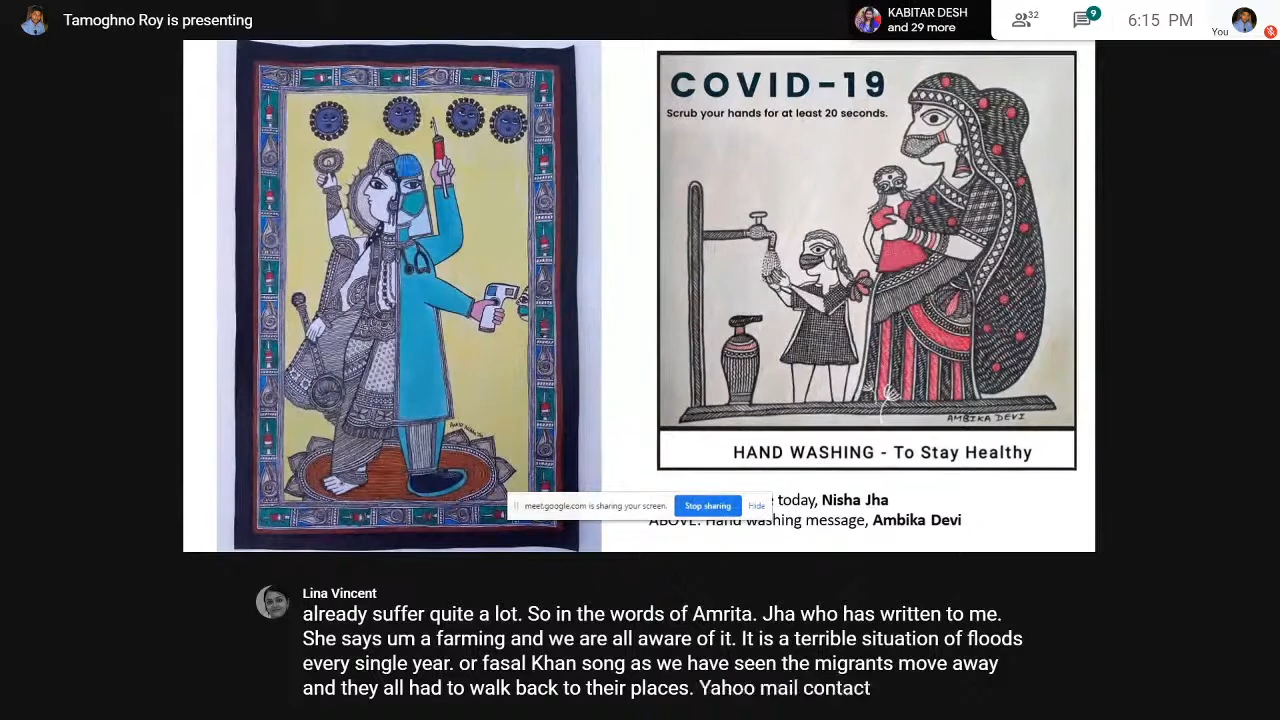 Tamoghno Roy is presenting
KABITAR DESH
and 29 more
32
9
6:15 PM
You
COVID-19
Scrub your hands for at least 20 seconds.
AMBIKA DEVI
HAND WASHING - To Stay Healthy
today, Nisha Jha
meet.google.com is sharing your screen.
Stop sharing
Hide
ABOVE: Hand washing message, Ambika Devi
Lina Vincent
already suffer quite a lot. So in the words of Amrita. Jha who has written to me.
She says um a farming and we are all aware of it. It is a terrible situation of floods
every single year. or fasal Khan song as we have seen the migrants move away
and they all had to walk back to their places. Yahoo mail contact